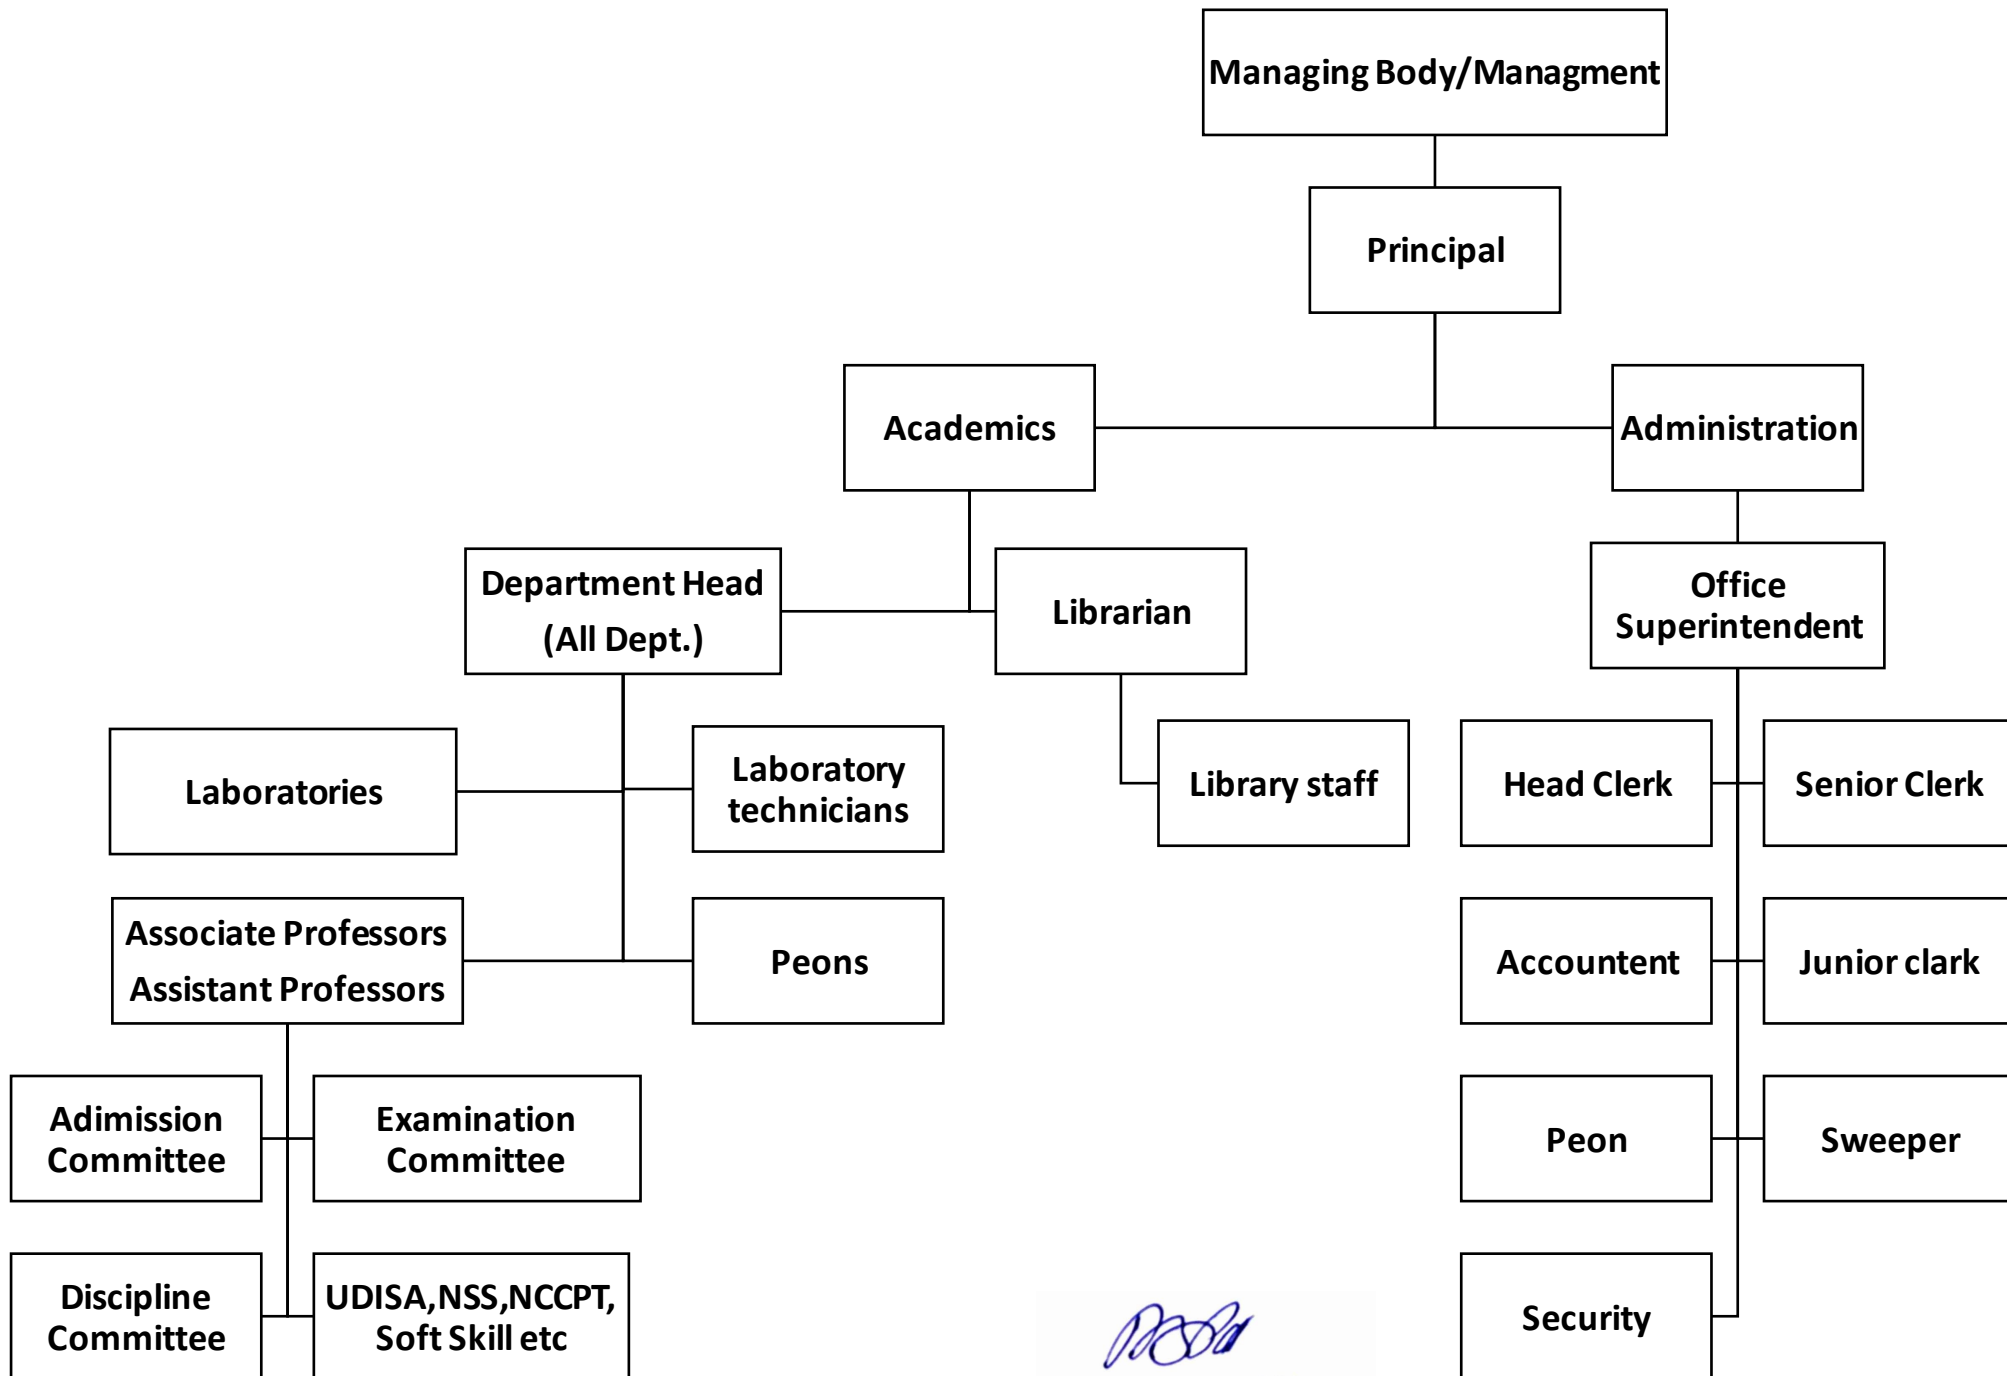 Managing Body/Managment
Principal
Academics
Administration
Department Head
(All Dept.)
Librarian
Office
Superintendent
Laboratories
Laboratory
technicians
Library staff
Head Clerk
Senior Clerk
Associate Professors
Assistant Professors
Peons
Accountent
Junior clark
Adimission
Committee
Examination
Committee
Peon
Sweeper
Discipline
Committee
UDISA,NSS,NCCPT,
Soft Skill etc
Security